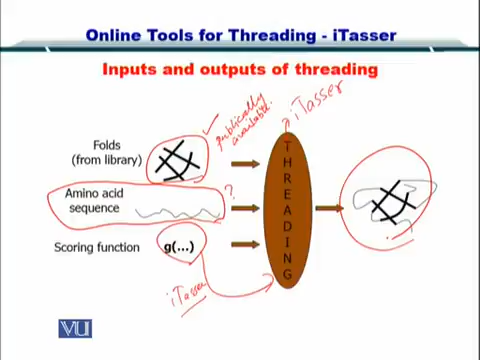 Online Tools for Threading - iTasser
Inputs and outputs of threading
iTasser
publically
available.
Folds
(from library)
Amino acid
sequence
?
Scoring function
g(...)
THREADING
iTasser
VU